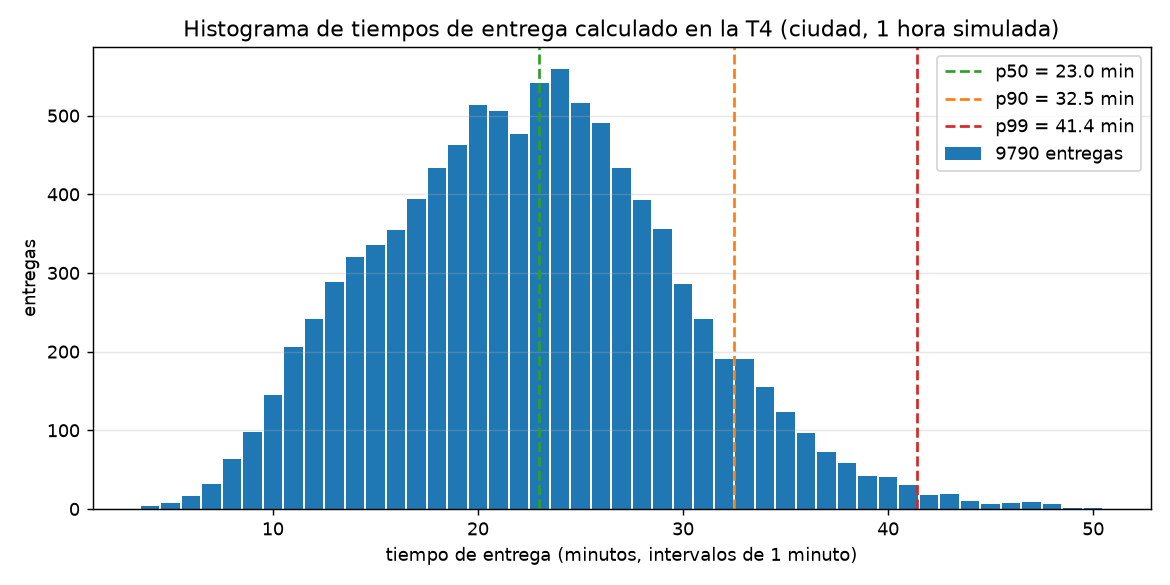 Histograma de tiempos de entrega calculado en la T4 (ciudad, 1 hora simulada)
p50 = 23.0 min
p90 = 32.5 min
p99 = 41.4 min
9790 entregas
entregas
500
400
300
200
100
0
10 20 30 40 50
tiempo de entrega (minutos, intervalos de 1 minuto)